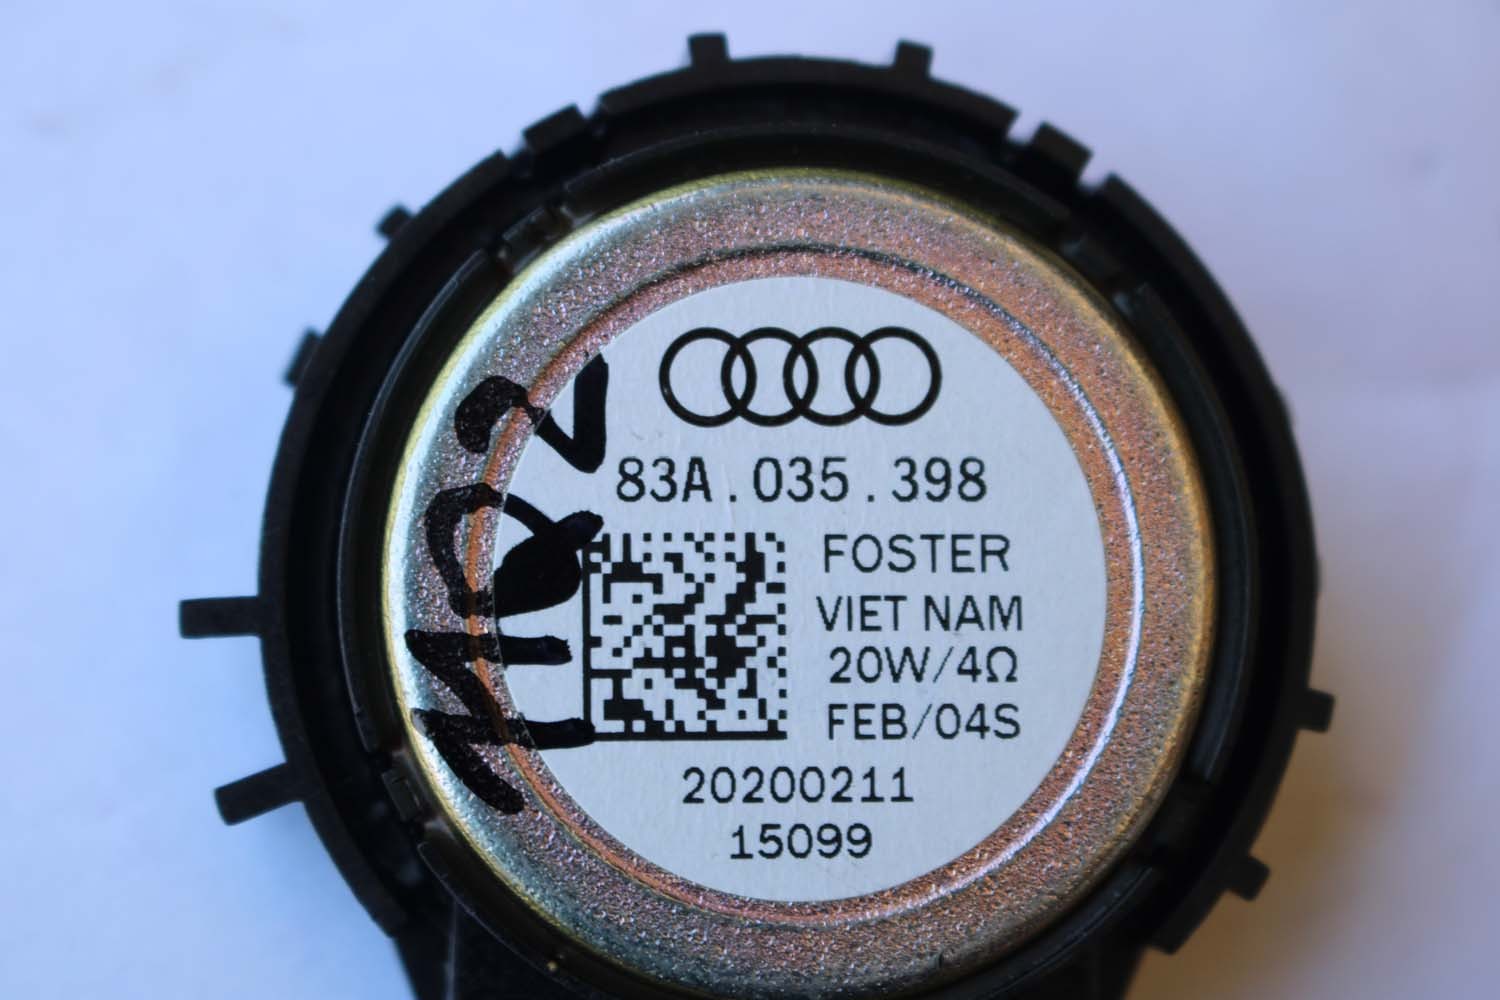 83A.035.398
FOSTER
VIET NAM
20W/4Ω
FEB/04S
20200211
15099